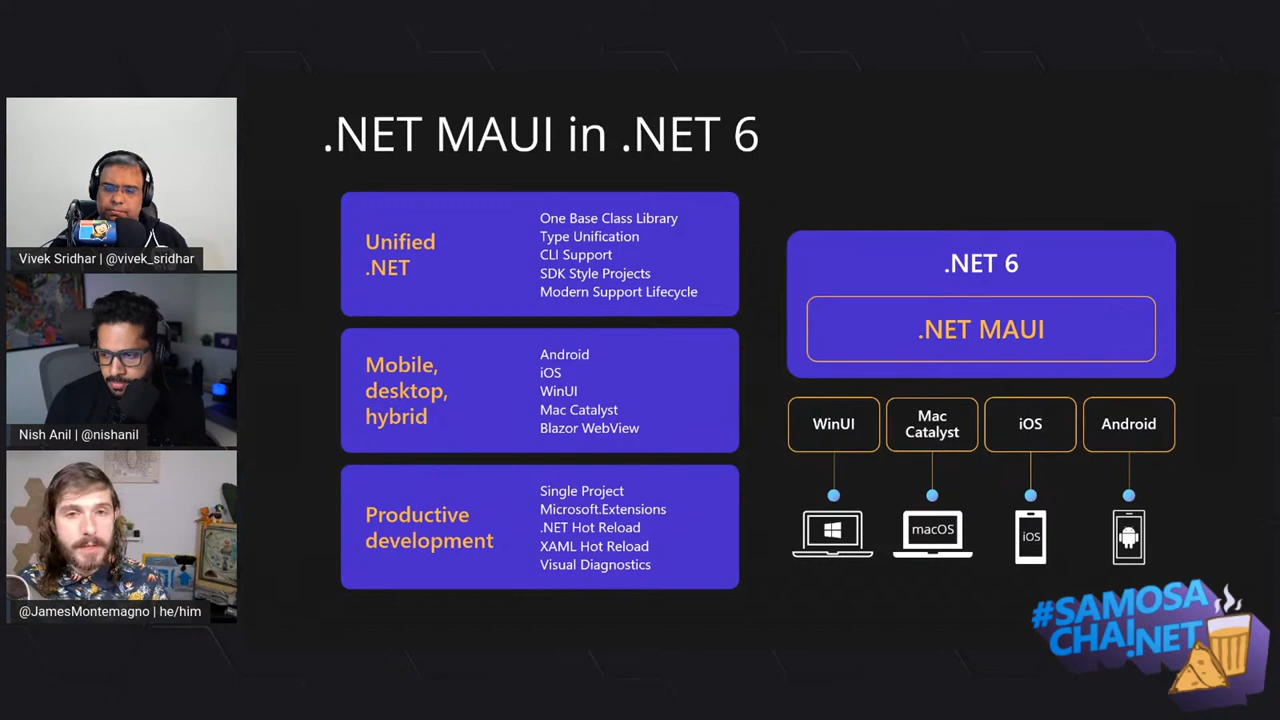 .NET MAUI in .NET 6
Unified
.NET
One Base Class Library
Type Unification
CLI Support
SDK Style Projects
Modern Support Lifecycle
Mobile,
desktop,
hybrid
Android
iOS
WinUI
Mac Catalyst
Blazor WebView
Productive
development
Single Project
Microsoft.Extensions
.NET Hot Reload
XAML Hot Reload
Visual Diagnostics
.NET 6
.NET MAUI
WinUI
Mac
Catalyst
iOS
Android
macOS
iOS
Vivek Sridhar | @vivek_sridhar
Nish Anil | @nishanil
@JamesMontemagno | he/him
#SAMOSA
CHAI.NET